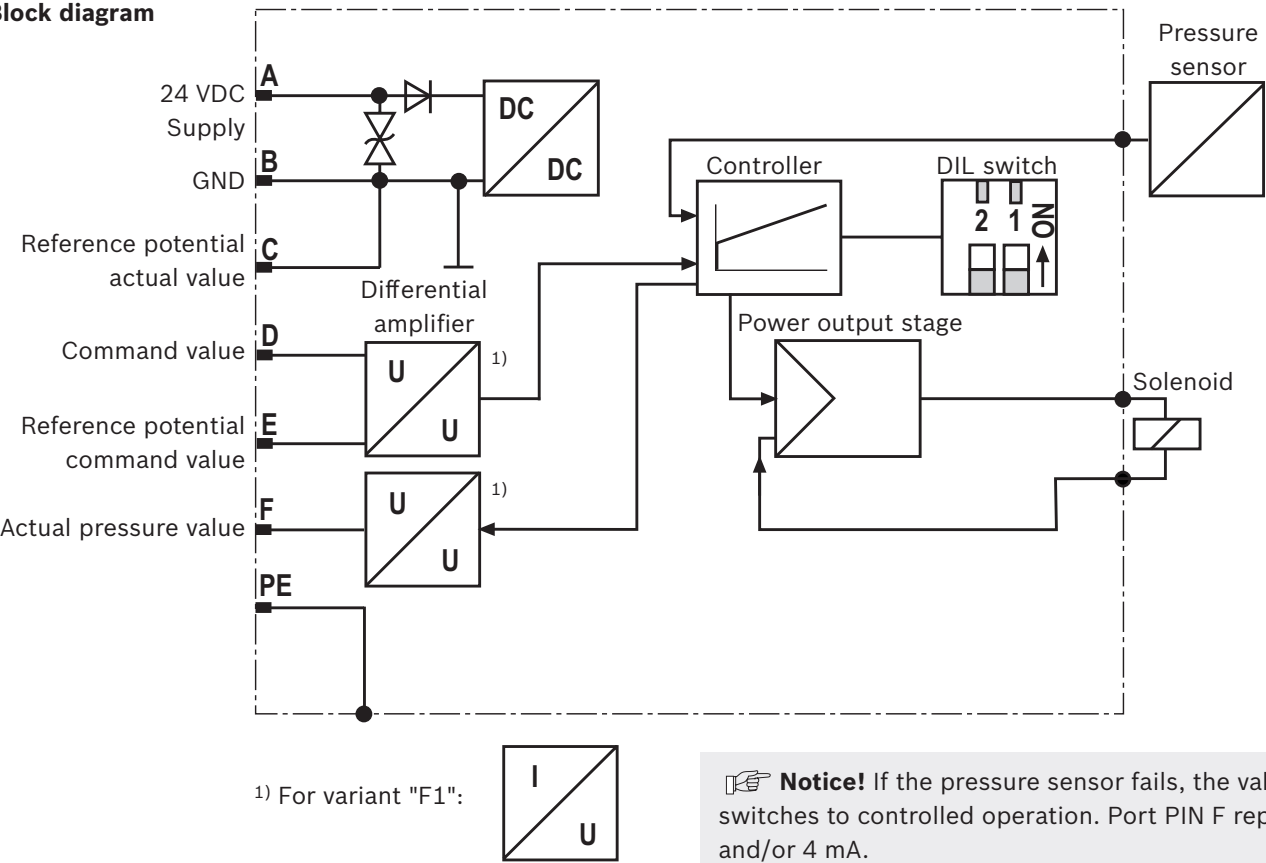 diagram
24 VDC
Supply
A
GND
B
Reference potential
actual value
C
DC
DC
Pressure
sensor
Controller
DIL switch
2 1 ON
Differential
amplifier
Command value
D
Reference potential
command value
E
U
U
1)
Power output stage
Solenoid
Actual pressure value
F
U
U
1)
PE
1) For variant "F1":
I
U
Notice! If the pressure sensor fails, the
switches to controlled operation. Port PIN F
and/or 4 mA.